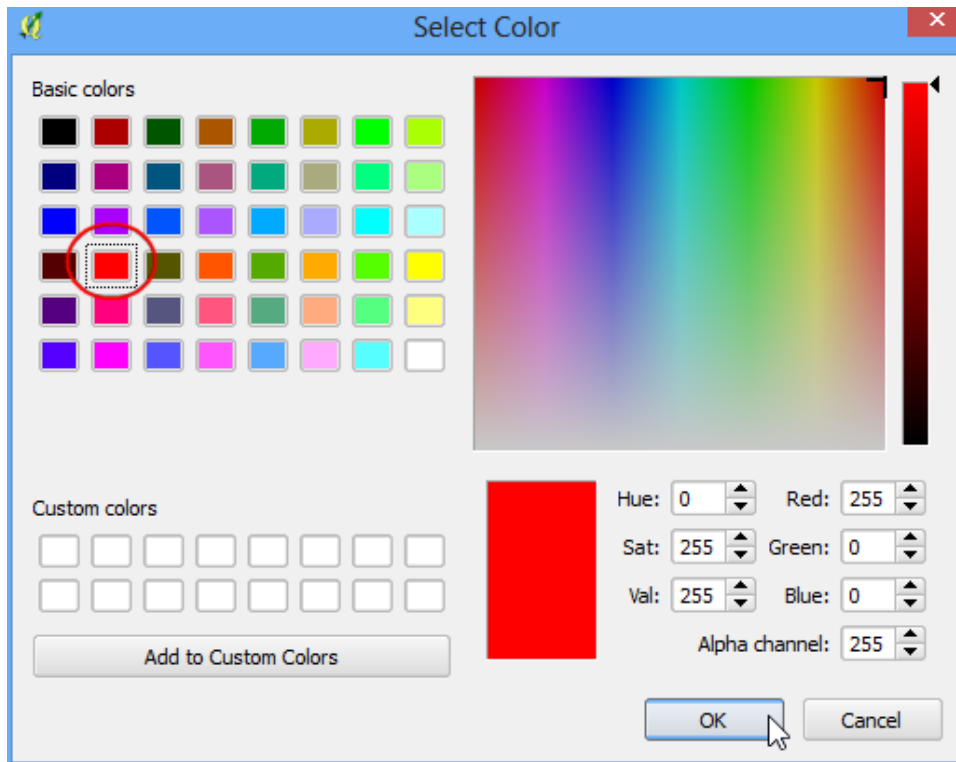 Select Color
Basic colors
Custom colors
Add to Custom Colors
Hue: 0 Red: 255
Sat: 255 Green: 0
Val: 255 Blue: 0
Alpha channel: 255
OK Cancel